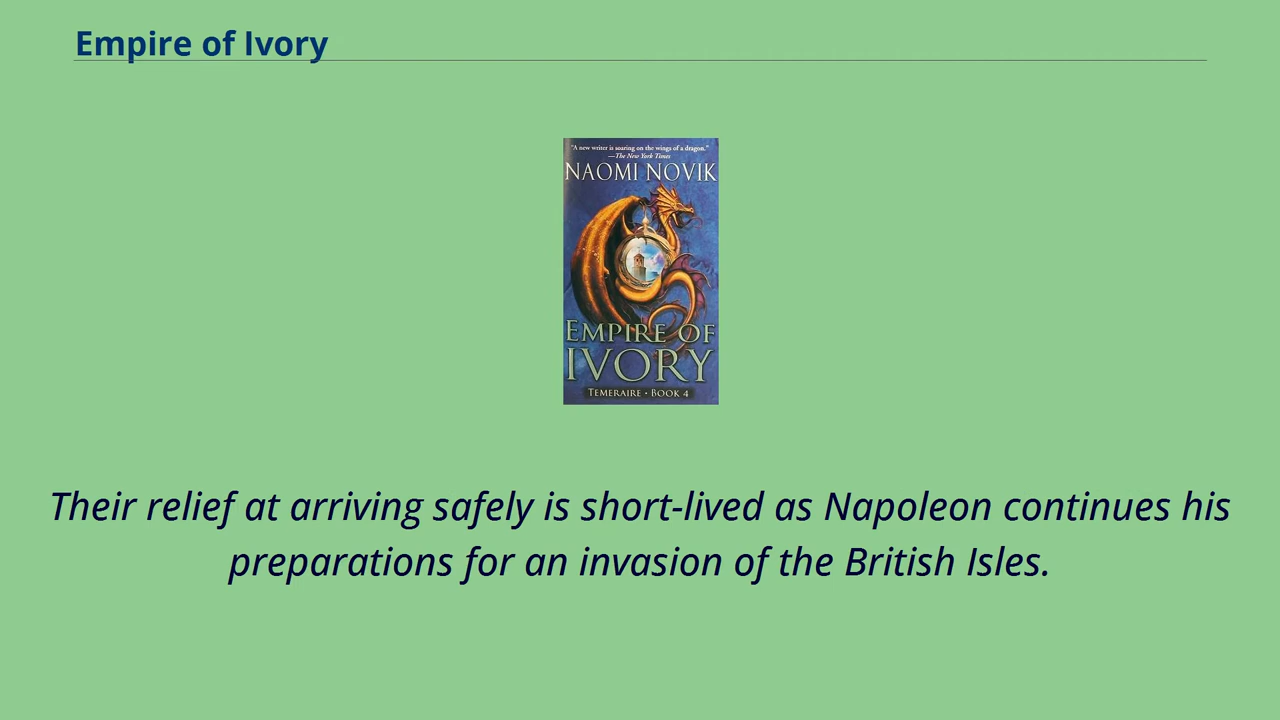 Empire of Ivory
"A new writer is soaring on the wings of a dragon."
—The New York Times
NAOMI NOVIK
EMPIRE OF
IVORY
TEMERAIRE • BOOK 4
Their relief at arriving safely is short-lived as Napoleon continues his
preparations for an invasion of the British Isles.